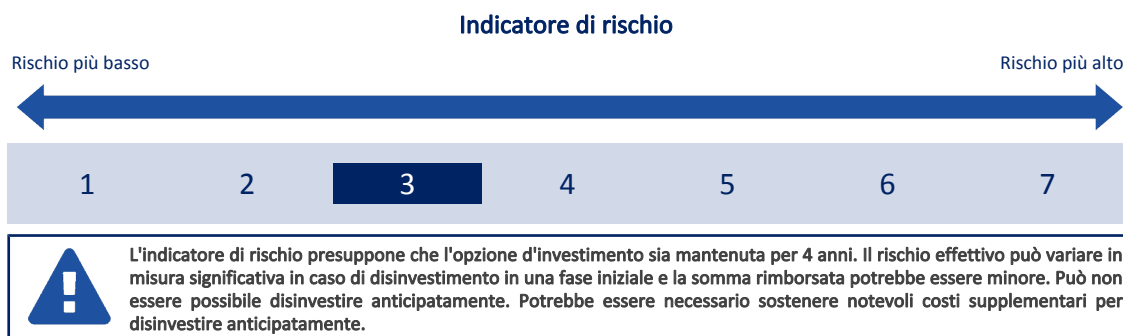 Indicatore di rischio
Rischio più basso
Rischio più alto
1 2 3 4 5 6 7
L'indicatore di rischio presuppone che l'opzione d'investimento sia mantenuta per 4 anni. Il rischio effettivo può variare in
misura significativa in caso di disinvestimento in una fase iniziale e la somma rimborsata potrebbe essere minore. Può non
essere possibile disinvestire anticipatamente. Potrebbe essere necessario sostenere notevoli costi supplementari per
disinvestire anticipatamente.